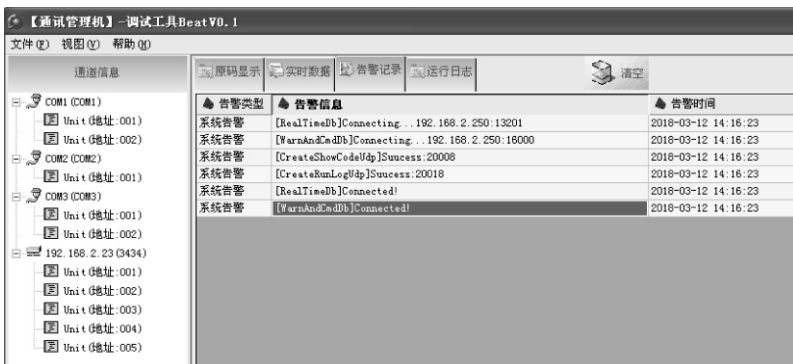 【通讯管理机】-调试工具BeatV0.1
文件(F) 视图(V) 帮助(H)
通道信息
原码显示 实时数据 告警记录 运行日志 清空
COM1(COM1)
Unit(地址:001)
Unit(地址:002)
COM2(COM2)
Unit(地址:001)
COM3(COM3)
Unit(地址:001)
Unit(地址:002)
192.168.2.23(3434)
Unit(地址:001)
Unit(地址:002)
Unit(地址:003)
Unit(地址:004)
Unit(地址:005)
告警类型 告警信息 告警时间
系统告警 [RealTimeDb]Connecting...192.168.2.250:13201 2018-03-12 14:16:23
系统告警 [WarnAndCmdDb]Connecting...192.168.2.250:16000 2018-03-12 14:16:23
系统告警 [CreateShowCodeUdp]Suucess:20008 2018-03-12 14:16:23
系统告警 [CreateRunLogUdp]Suucess:20018 2018-03-12 14:16:23
系统告警 [RealTimeDb]Connected! 2018-03-12 14:16:23
系统告警 [WarnAndCmdDb]Connected! 2018-03-12 14:16:23